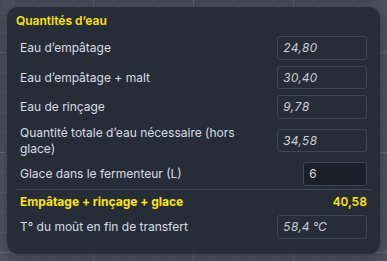 Quantités d’eau
Eau d’empâtage 24,80
Eau d’empâtage + malt 30,40
Eau de rinçage 9,78
Quantité totale d’eau nécessaire (hors
glace) 34,58
Glace dans le fermenteur (L) 6
Empâtage + rinçage + glace 40,58
T° du moût en fin de transfert 58,4 °C